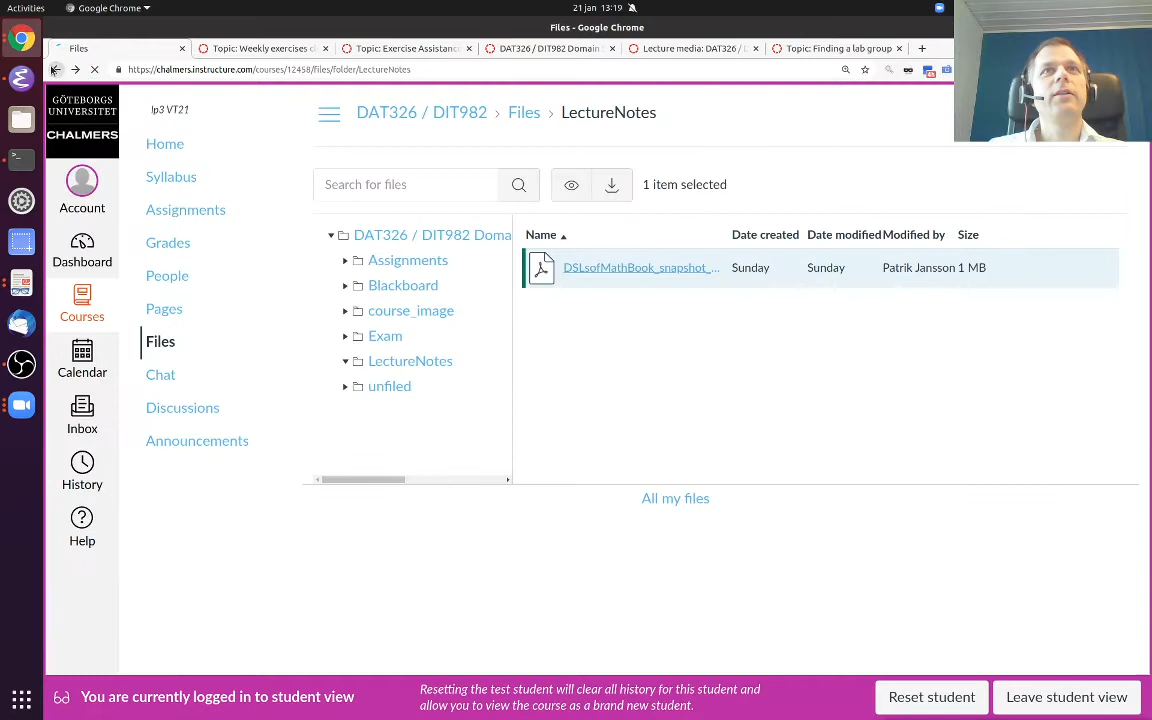 Activities
Google Chrome
21 jan 13:19
Files - Google Chrome
Files
Topic: Weekly exercises
Topic: Exercise Assistanc
DAT326 / DIT982 Domain
Lecture media: DAT326 /
Topic: Finding a lab group
https://chalmers.instructure.com/courses/12458/files/folder/LectureNotes
GÖTEBORGS
UNIVERSITET
CHALMERS
Account
Dashboard
Courses
Calendar
Inbox
History
Help
lp3 VT21
Home
Syllabus
Assignments
Grades
People
Pages
Files
Chat
Discussions
Announcements
DAT326 / DIT982 › Files › LectureNotes
Search for files
1 item selected
DAT326 / DIT982 Doma
Assignments
Blackboard
course_image
Exam
LectureNotes
unfiled
Name Date created Date modified Modified by Size
DSLsofMathBook_snapshot_... Sunday Sunday Patrik Jansson 1 MB
All my files
You are currently logged in to student view
Resetting the test student will clear all history for this student and
allow you to view the course as a brand new student.
Reset student
Leave student view